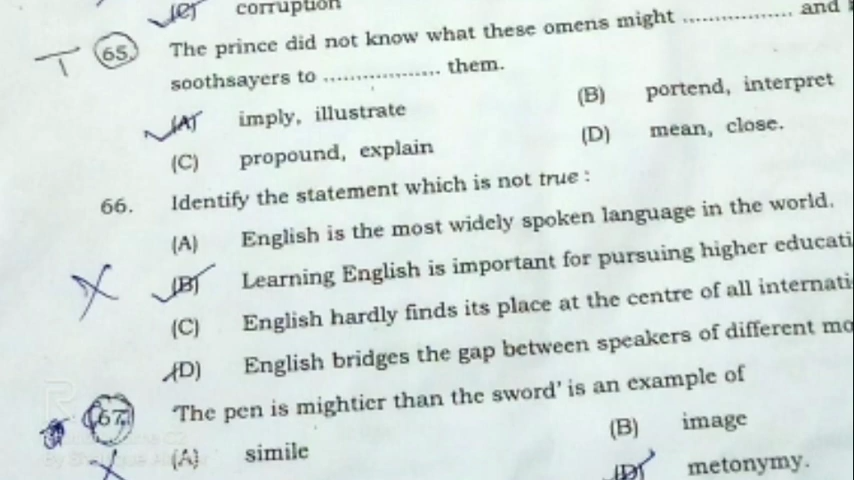 (C) corruption
65. The prince did not know what these omens might .................. and
soothsayers to .................. them.
(A) imply, illustrate (B) portend, interpret
(C) propound, explain (D) mean, close.
66. Identify the statement which is not true :
(A) English is the most widely spoken language in the world.
(B) Learning English is important for pursuing higher educati
(C) English hardly finds its place at the centre of all internati
(D) English bridges the gap between speakers of different mo
67. 'The pen is mightier than the sword' is an example of
(A) simile (B) image
(D) metonymy.